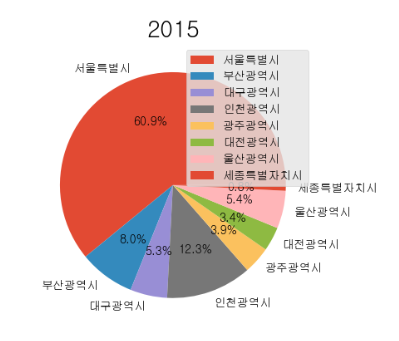 2015
서울특별시
부산광역시
대구광역시
인천광역시
광주광역시
대전광역시
울산광역시
세종특별자치시
서울특별시
60.9%
세종특별자치시
5.4%
울산광역시
3.4%
대전광역시
3.9%
광주광역시
12.3%
인천광역시
5.3%
대구광역시
8.0%
부산광역시